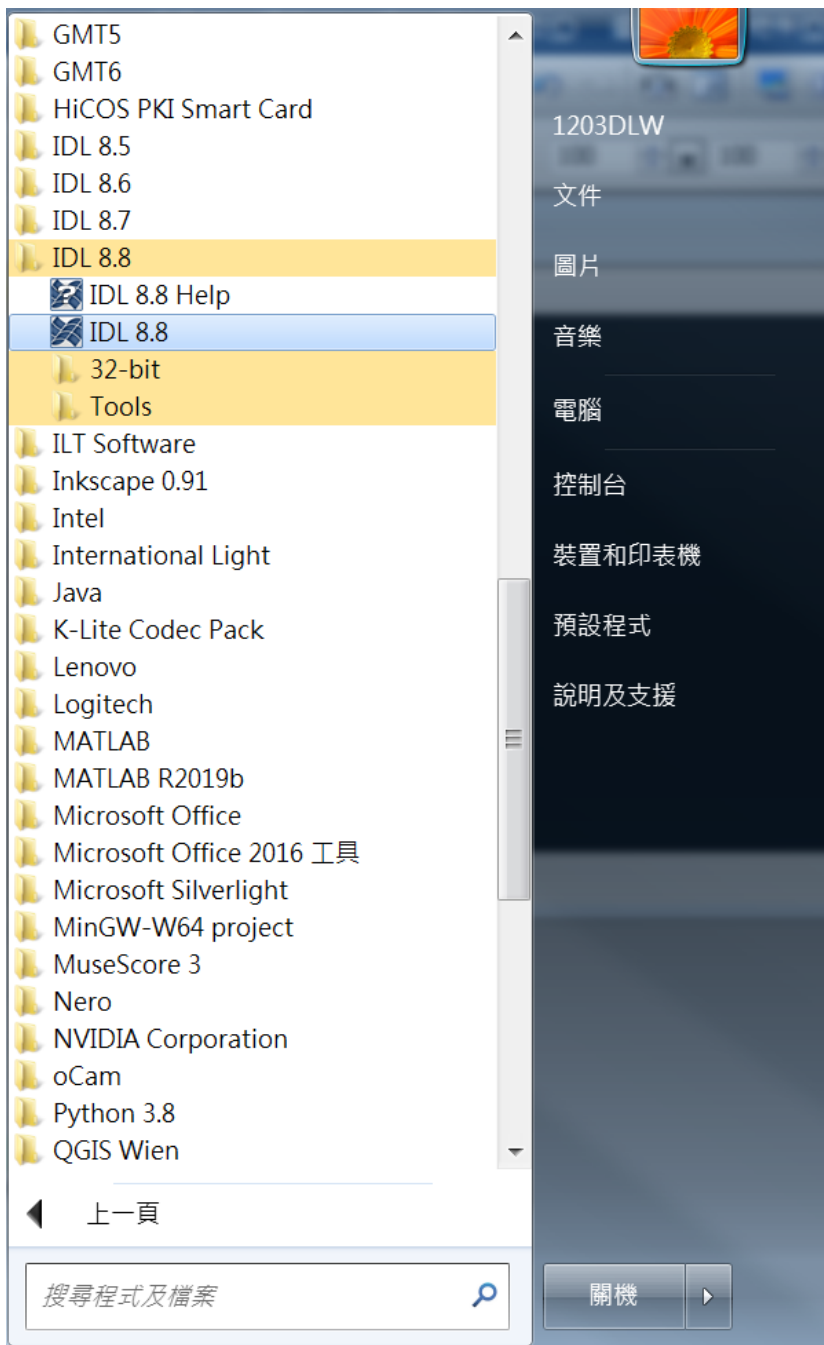 GMT5
GMT6
HiCOS PKI Smart Card
IDL 8.5
IDL 8.6
IDL 8.7
IDL 8.8
IDL 8.8 Help
IDL 8.8
32-bit
Tools
ILT Software
Inkscape 0.91
Intel
International Light
Java
K-Lite Codec Pack
Lenovo
Logitech
MATLAB
MATLAB R2019b
Microsoft Office
Microsoft Office 2016 工具
Microsoft Silverlight
MinGW-W64 project
MuseScore 3
Nero
NVIDIA Corporation
oCam
Python 3.8
QGIS Wien
上一頁
搜尋程式及檔案
1203DLW
文件
圖片
音樂
電腦
控制台
裝置和印表機
預設程式
說明及支援
關機